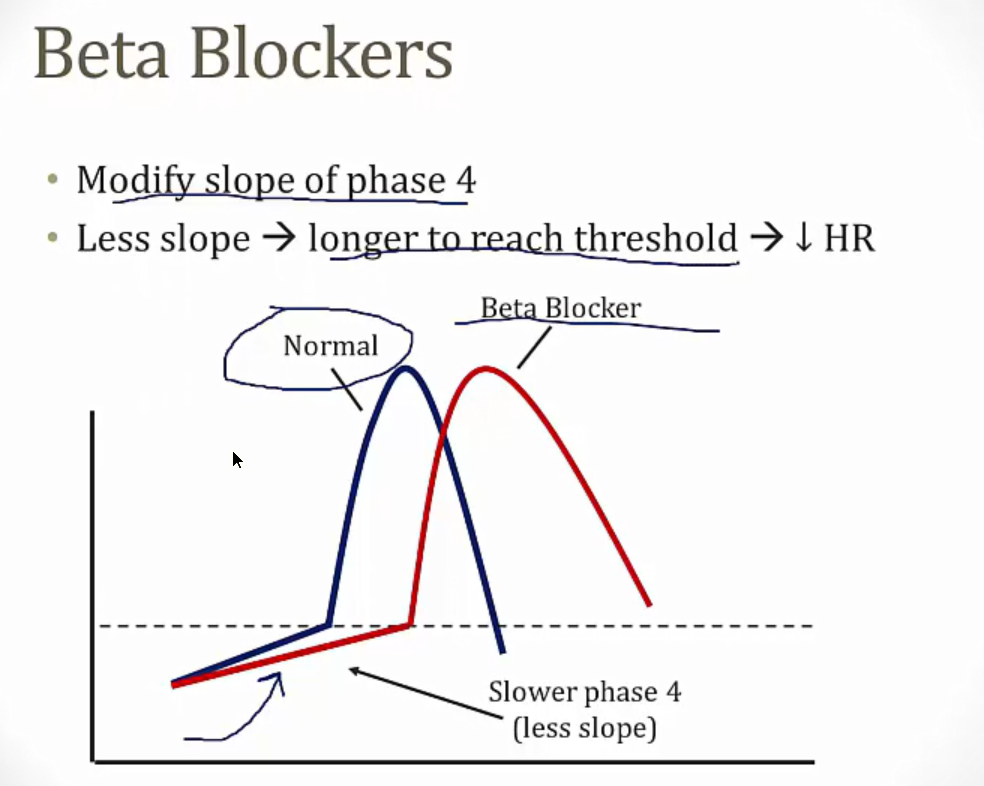 Beta Blockers
• Modify slope of phase 4
• Less slope → longer to reach threshold → ↓ HR
Beta Blocker
Normal
Slower phase 4
(less slope)